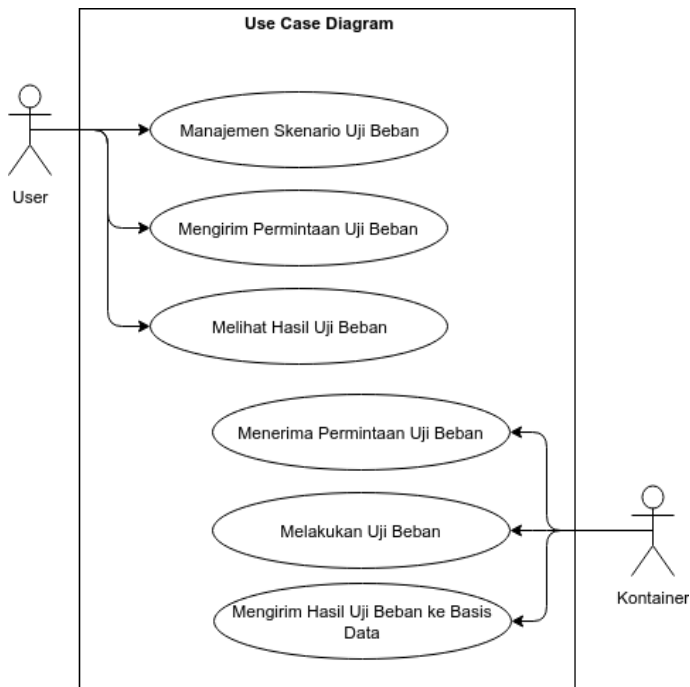 Use Case Diagram
Manajemen Skenario Uji Beban
User
Mengirim Permintaan Uji Beban
Melihat Hasil Uji Beban
Menerima Permintaan Uji Beban
Melakukan Uji Beban
Kontainer
Mengirim Hasil Uji Beban ke Basis
Data